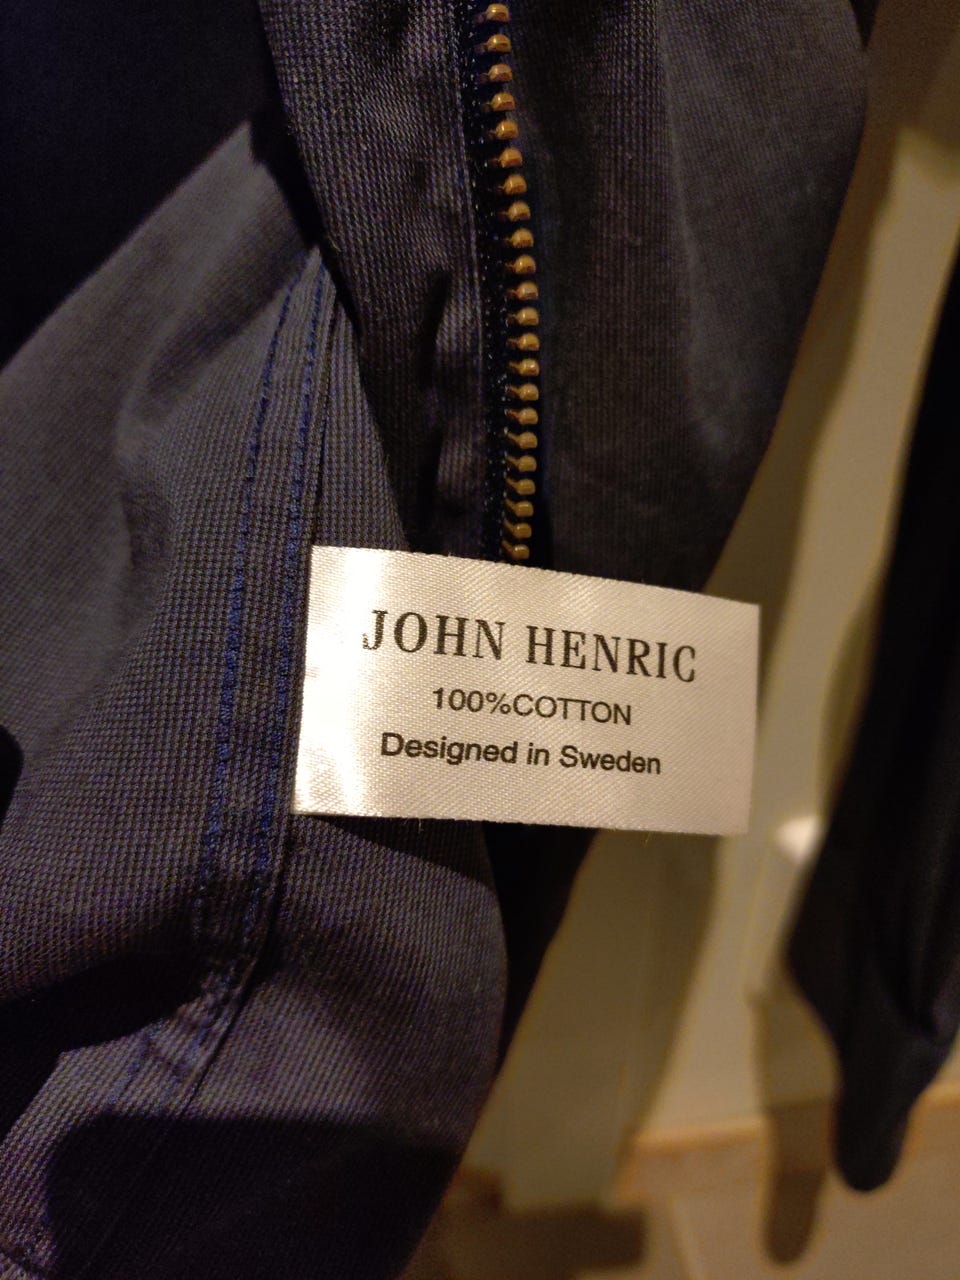 JOHN HENRIC
100%COTTON
Designed in Sweden